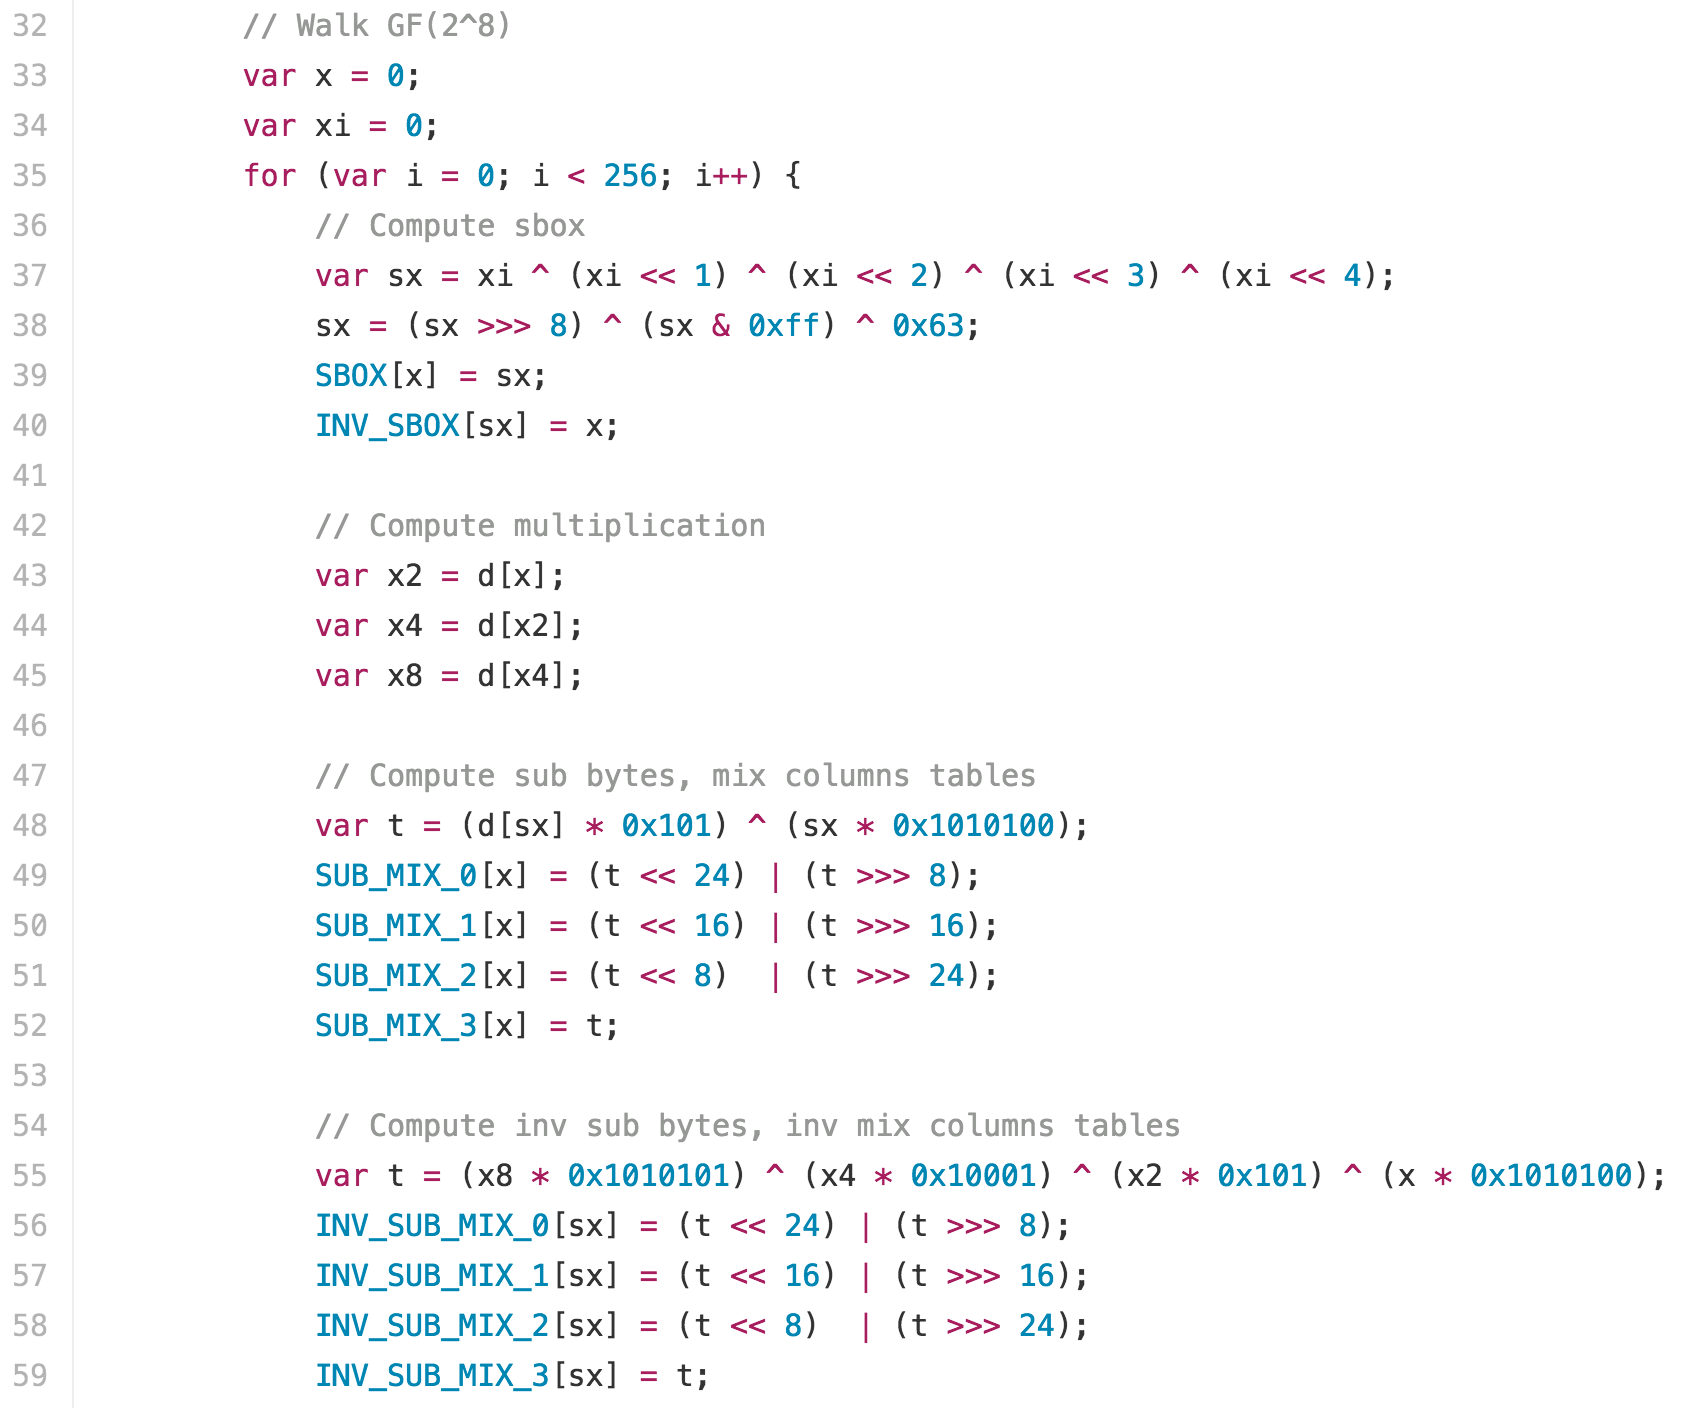 32 // Walk GF(2^8)
33 var x = 0;
34 var xi = 0;
35 for (var i = 0; i < 256; i++) {
36 // Compute sbox
37 var sx = xi ^ (xi << 1) ^ (xi << 2) ^ (xi << 3) ^ (xi << 4);
38 sx = (sx >>> 8) ^ (sx & 0xff) ^ 0x63;
39 SBOX[x] = sx;
40 INV_SBOX[sx] = x;
41
42 // Compute multiplication
43 var x2 = d[x];
44 var x4 = d[x2];
45 var x8 = d[x4];
46
47 // Compute sub bytes, mix columns tables
48 var t = (d[sx] * 0x101) ^ (sx * 0x1010100);
49 SUB_MIX_0[x] = (t << 24) | (t >>> 8);
50 SUB_MIX_1[x] = (t << 16) | (t >>> 16);
51 SUB_MIX_2[x] = (t << 8)  | (t >>> 24);
52 SUB_MIX_3[x] = t;
53
54 // Compute inv sub bytes, inv mix columns tables
55 var t = (x8 * 0x1010101) ^ (x4 * 0x10001) ^ (x2 * 0x101) ^ (x * 0x1010100);
56 INV_SUB_MIX_0[sx] = (t << 24) | (t >>> 8);
57 INV_SUB_MIX_1[sx] = (t << 16) | (t >>> 16);
58 INV_SUB_MIX_2[sx] = (t << 8)  | (t >>> 24);
59 INV_SUB_MIX_3[sx] = t;